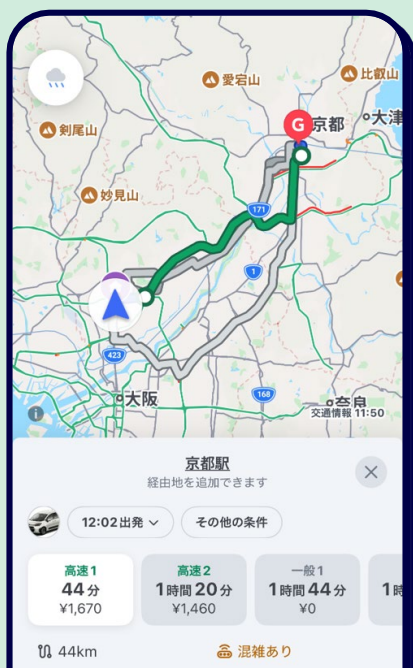 愛宕山
比叡山
G
京都
大津
剣尾山
妙見山
171
1
423
168
大阪
奈良
交通情報 11:50
京都駅
経由地を追加できます
12:02出発
その他の条件
高速1
44分
¥1,670
高速2
1時間20分
¥1,460
一般1
1時間44分
¥0
1時
44km
混雑あり